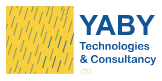 YABY
Technologies
& Consultancy
LTD.